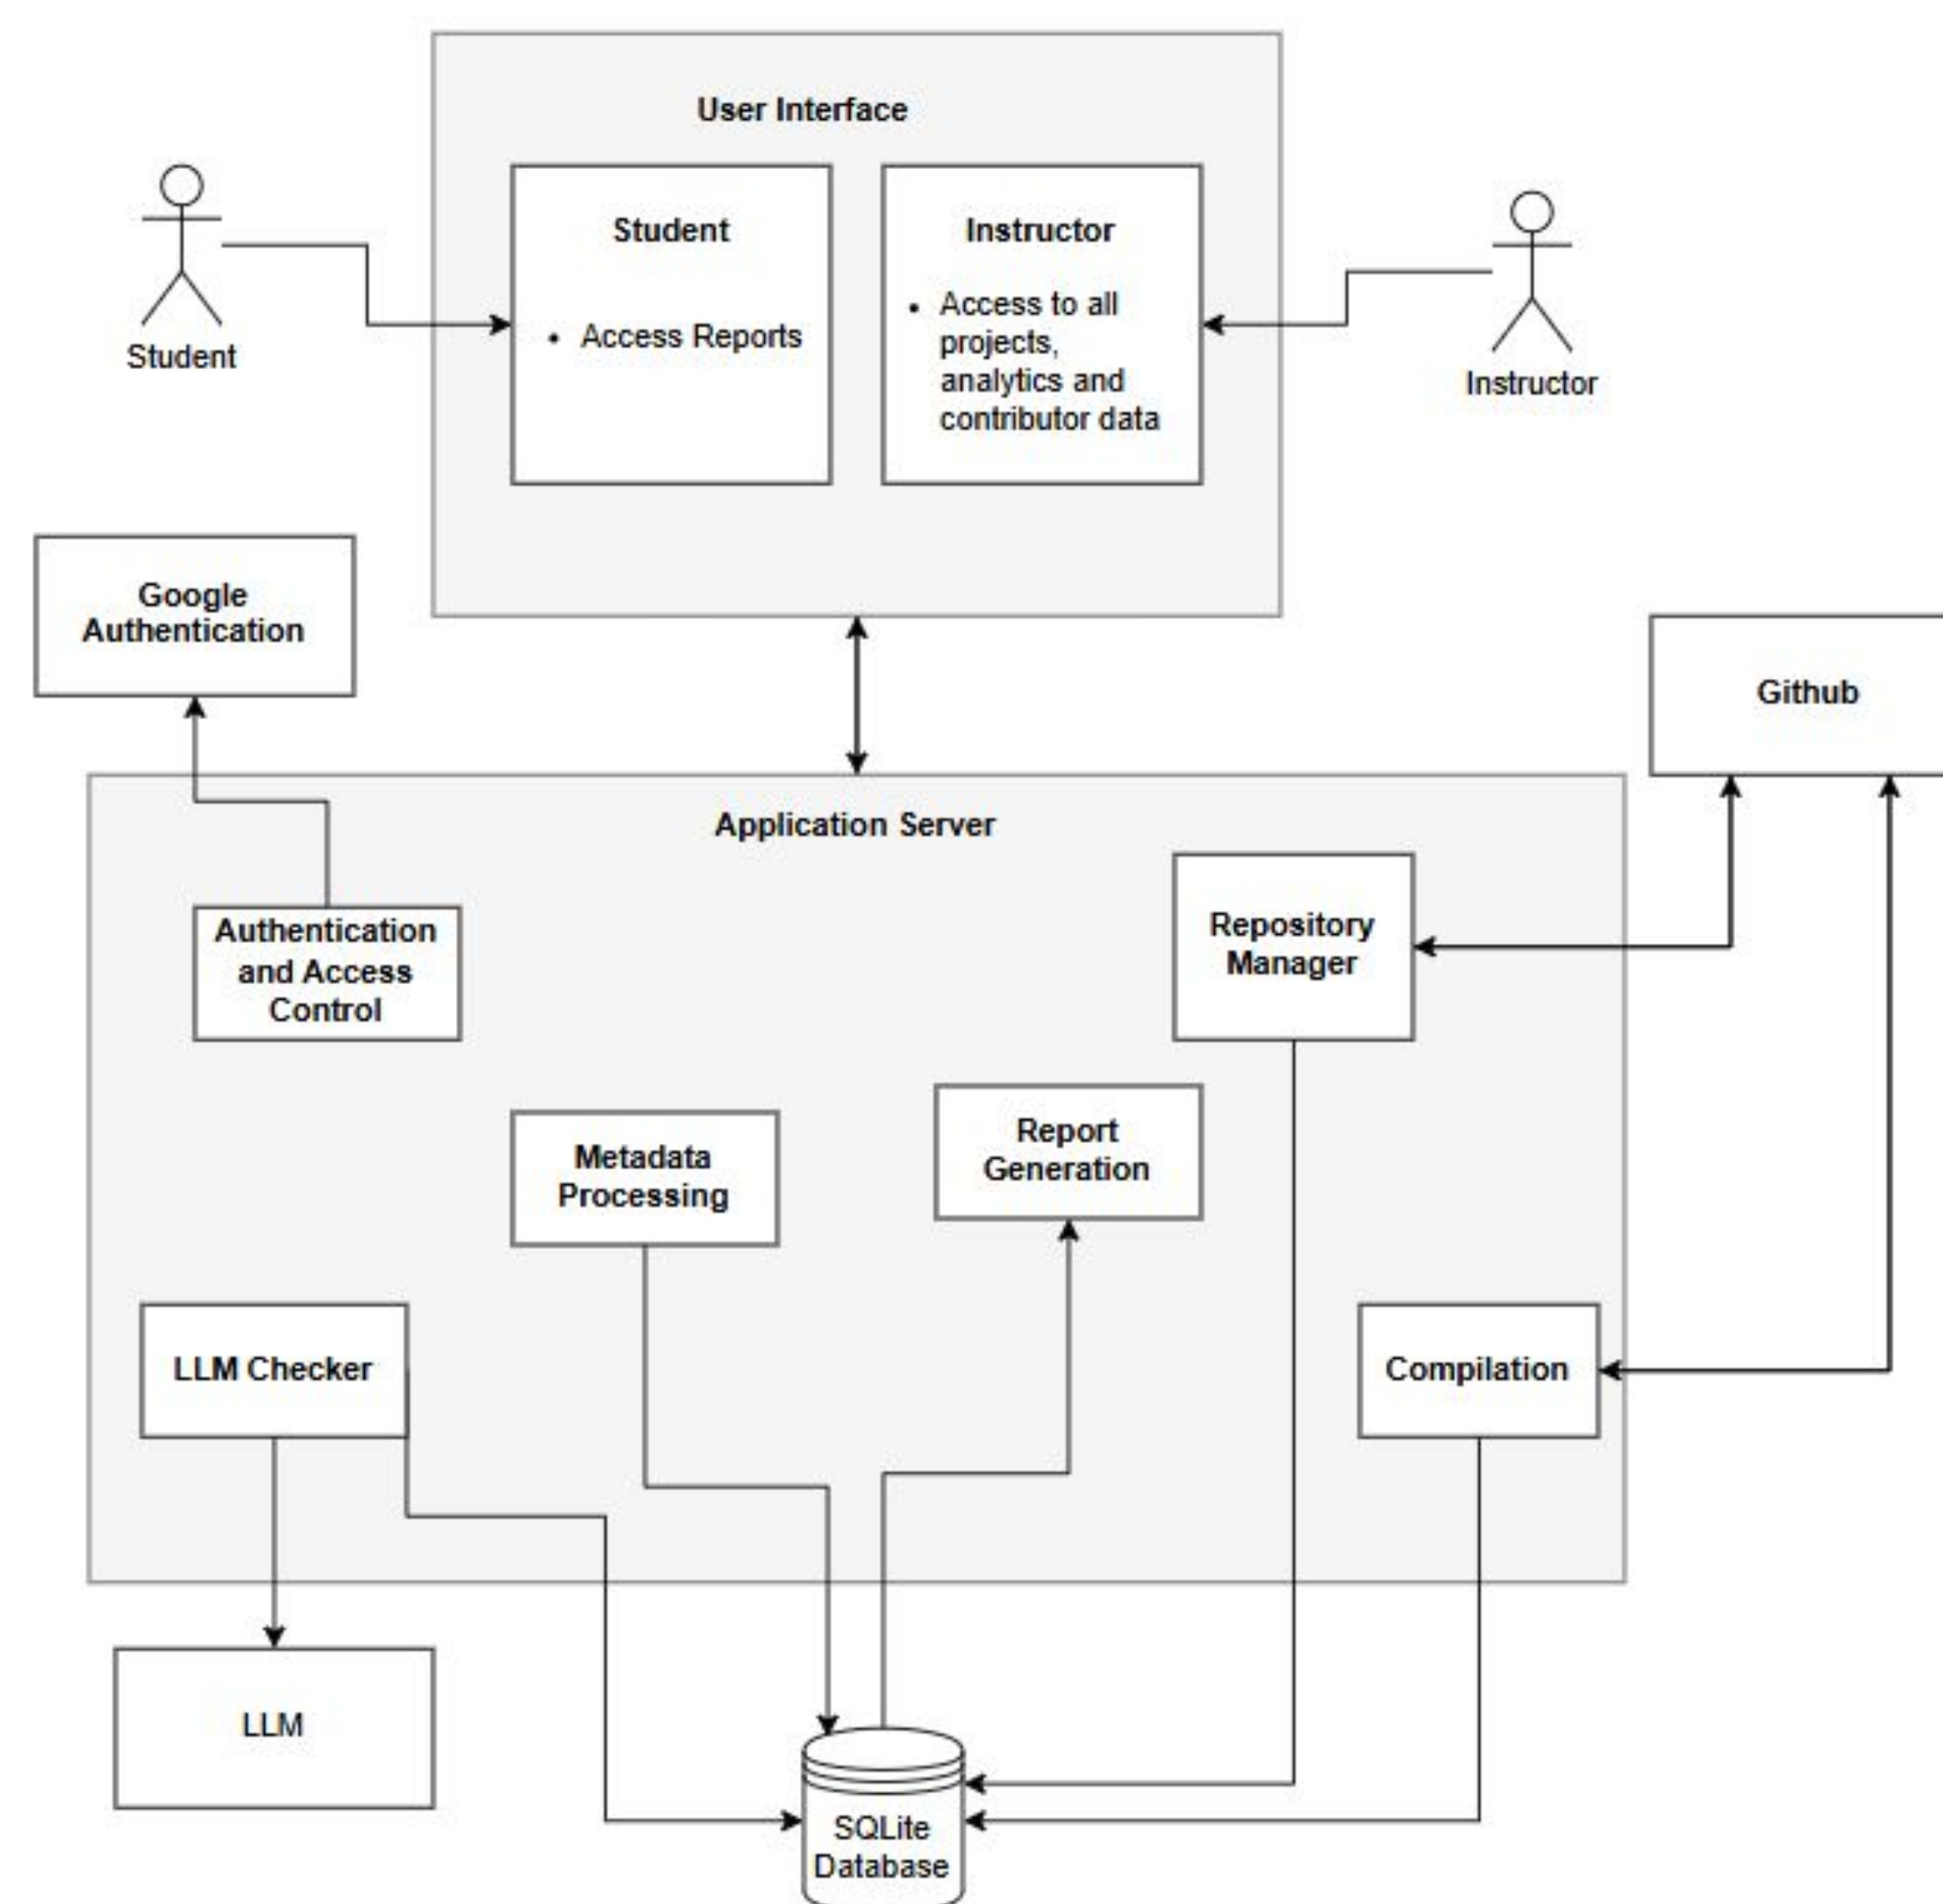 User Interface
Student
• Access Reports
Instructor
• Access to all
projects,
analytics and
contributor data
Student
Instructor
Google
Authentication
Github
Application Server
Authentication
and Access
Control
Repository
Manager
Metadata
Processing
Report
Generation
LLM Checker
Compilation
LLM
SQLite
Database